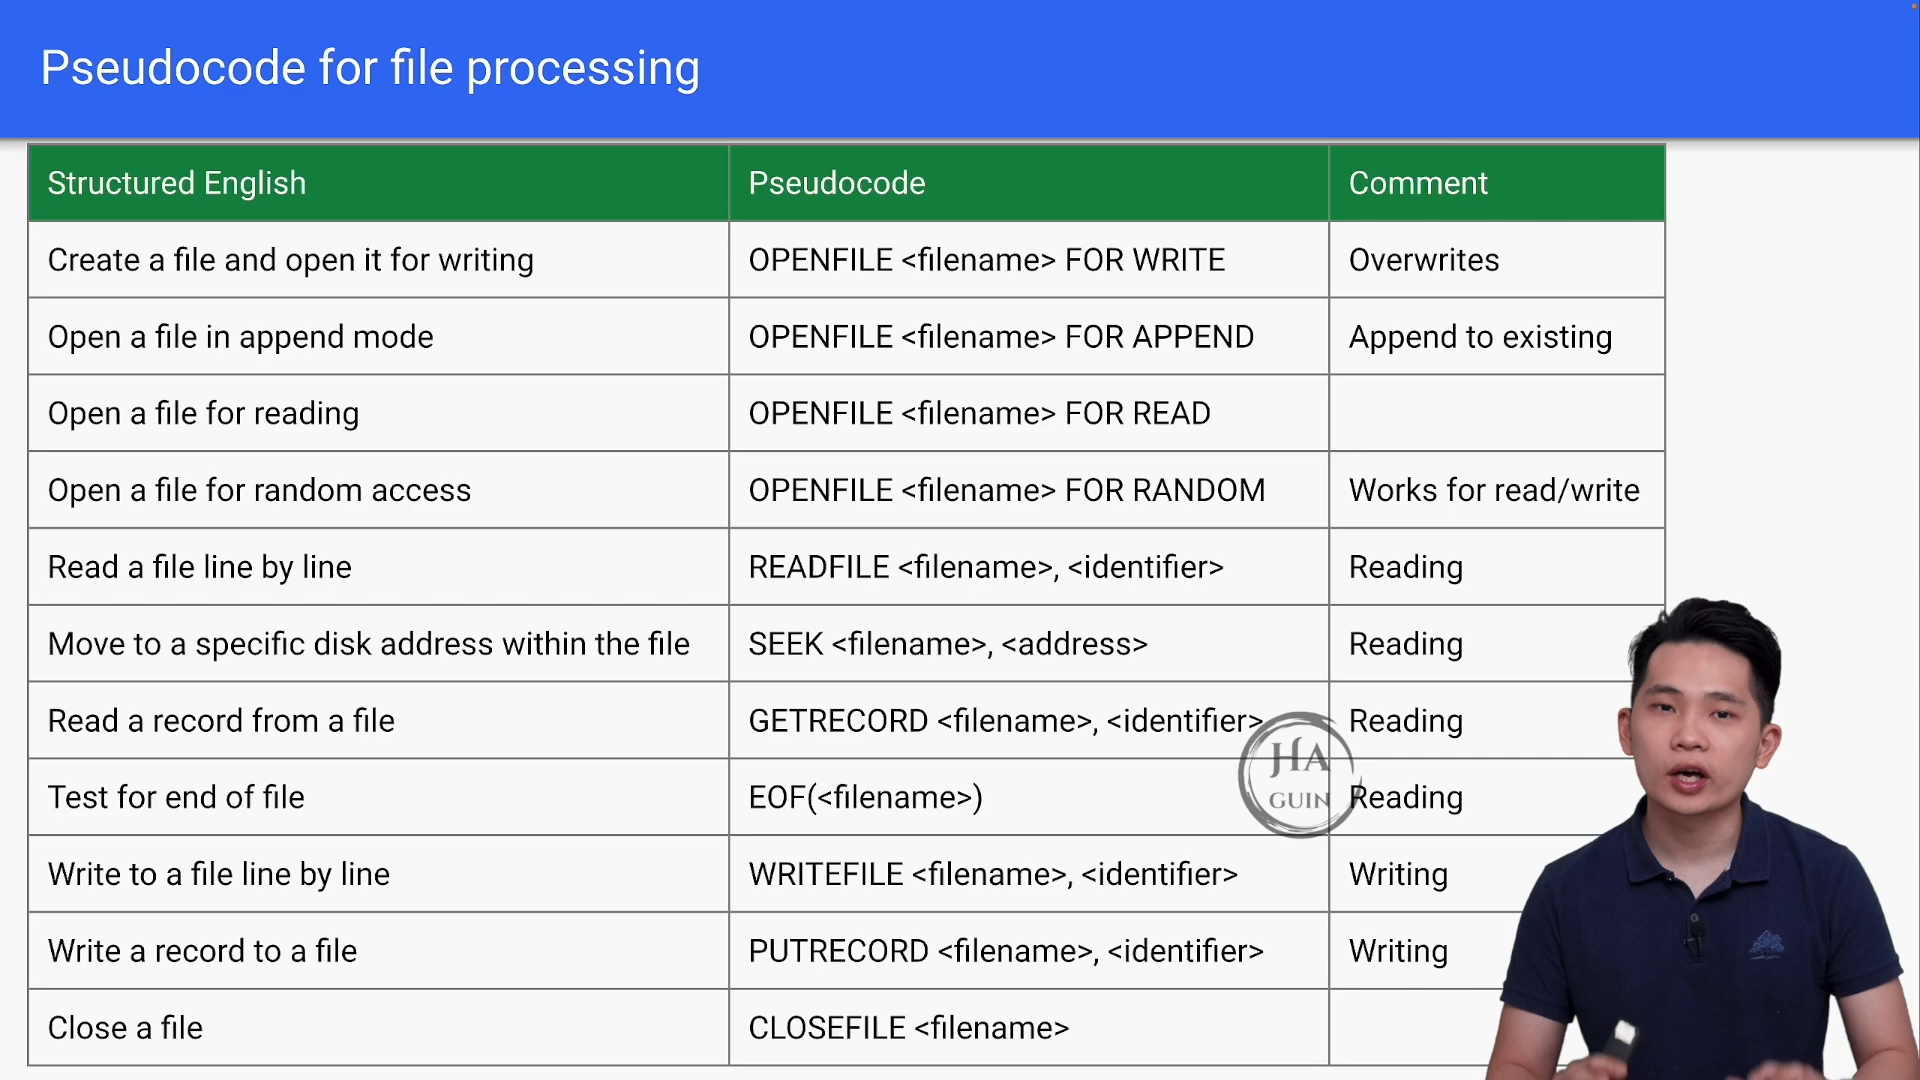 Pseudocode for file processing
Structured English Pseudocode Comment
Create a file and open it for writing OPENFILE <filename> FOR WRITE Overwrites
Open a file in append mode OPENFILE <filename> FOR APPEND Append to existing
Open a file for reading OPENFILE <filename> FOR READ
Open a file for random access OPENFILE <filename> FOR RANDOM Works for read/write
Read a file line by line READFILE <filename>, <identifier> Reading
Move to a specific disk address within the file SEEK <filename>, <address> Reading
Read a record from a file GETRECORD <filename>, <identifier> Reading
HA
Test for end of file EOF(<filename>) Reading
GUIN
Write to a file line by line WRITEFILE <filename>, <identifier> Writing
Write a record to a file PUTRECORD <filename>, <identifier> Writing
Close a file CLOSEFILE <filename>